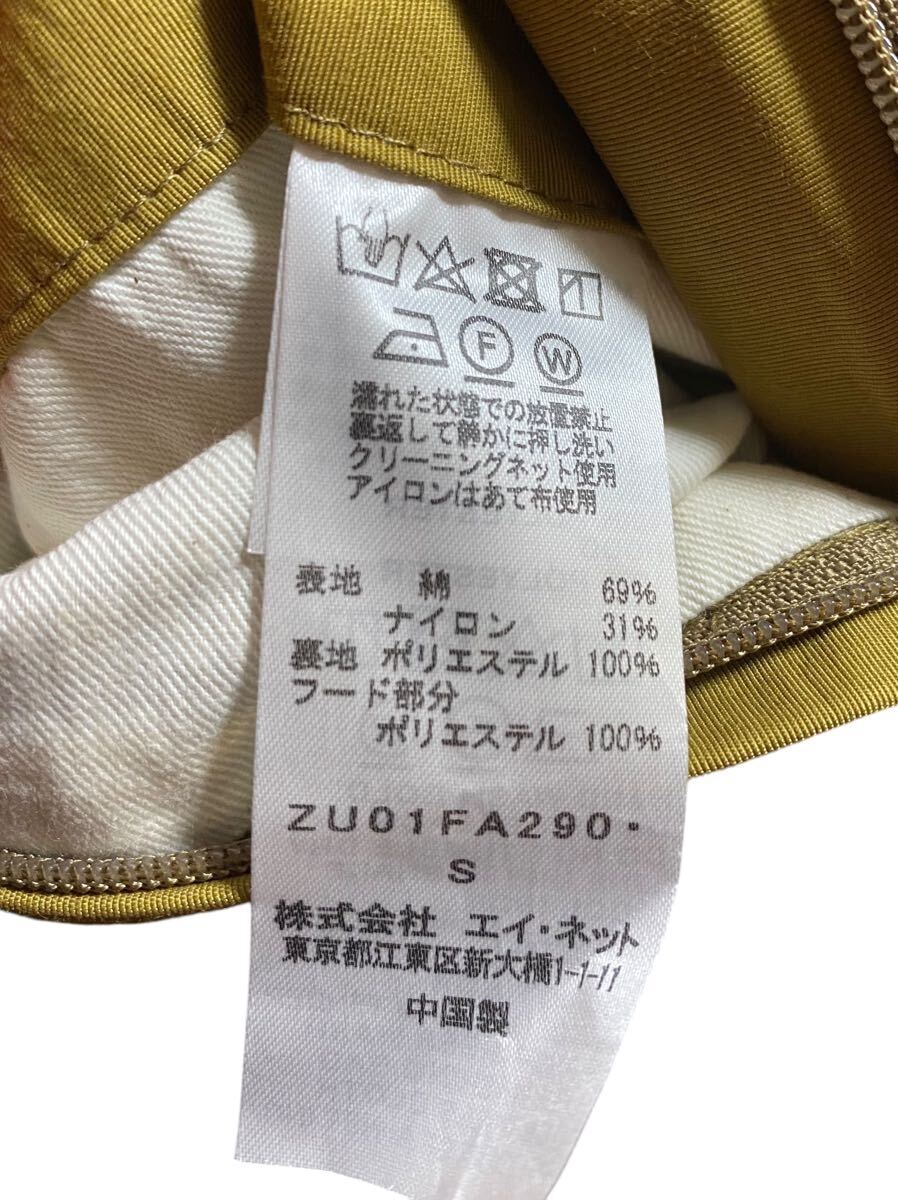 F W
濡れた状態での放置禁止
裏返して静かに押し洗い
クリーニングネット使用
アイロンはあて布使用
表地 綿 69%
ナイロン 31%
裏地 ポリエステル 100%
フード部分
ポリエステル 100%
ZU01FA290・
S
株式会社 エイ・ネット
東京都江東区新大橋1-1-11
中国製